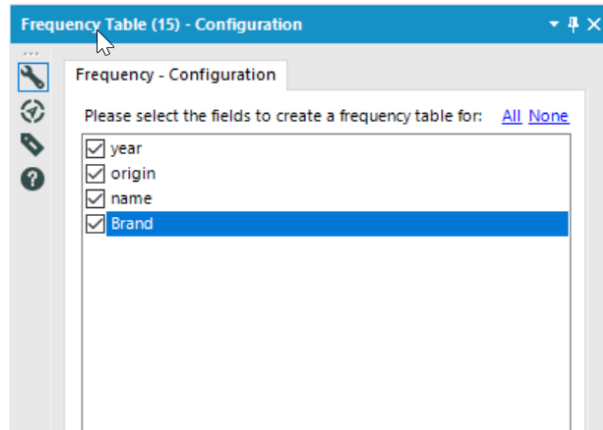 Frequency Table (15) - Configuration
Frequency - Configuration
Please select the fields to create a frequency table for: All None
year
origin
name
Brand